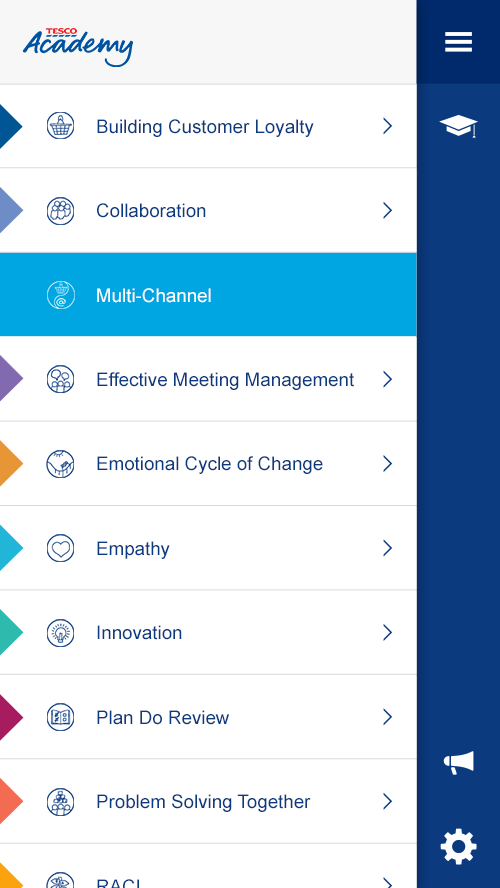 TESCO
Academy
Building Customer Loyalty
Collaboration
Multi-Channel
Effective Meeting Management
Emotional Cycle of Change
Empathy
Innovation
Plan Do Review
Problem Solving Together
RACI